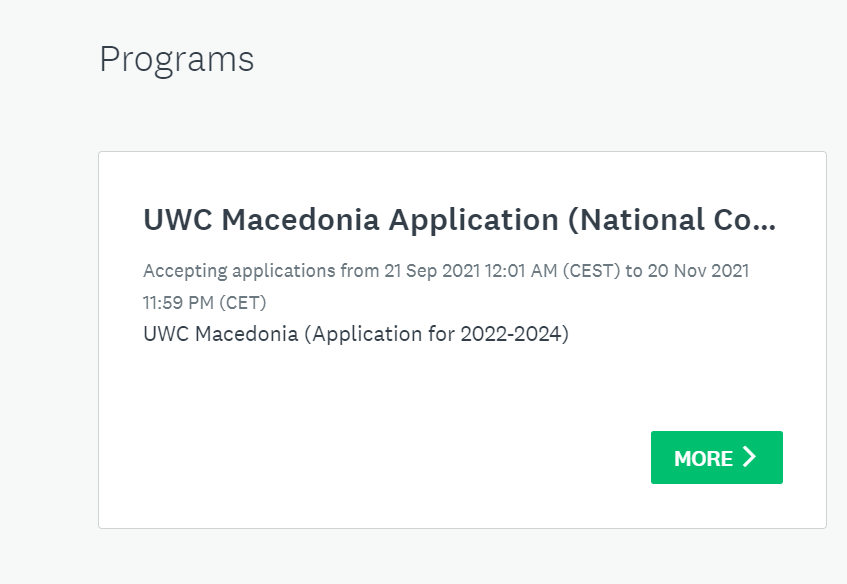 Programs
UWC Macedonia Application (National Co...
Accepting applications from 21 Sep 2021 12:01 AM (CEST) to 20 Nov 2021
11:59 PM (CET)
UWC Macedonia (Application for 2022-2024)
MORE